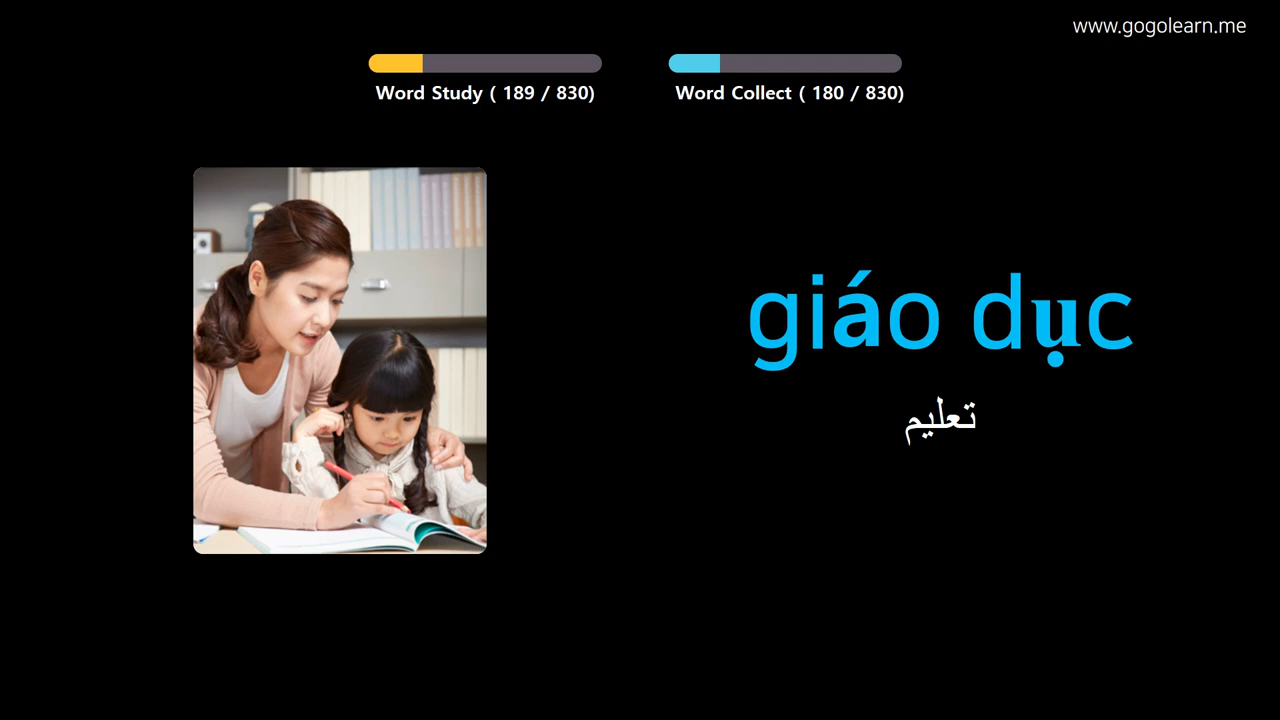 www.gogolearn.me
Word Study ( 189 / 830)
Word Collect ( 180 / 830)
giáo dục
تعليم